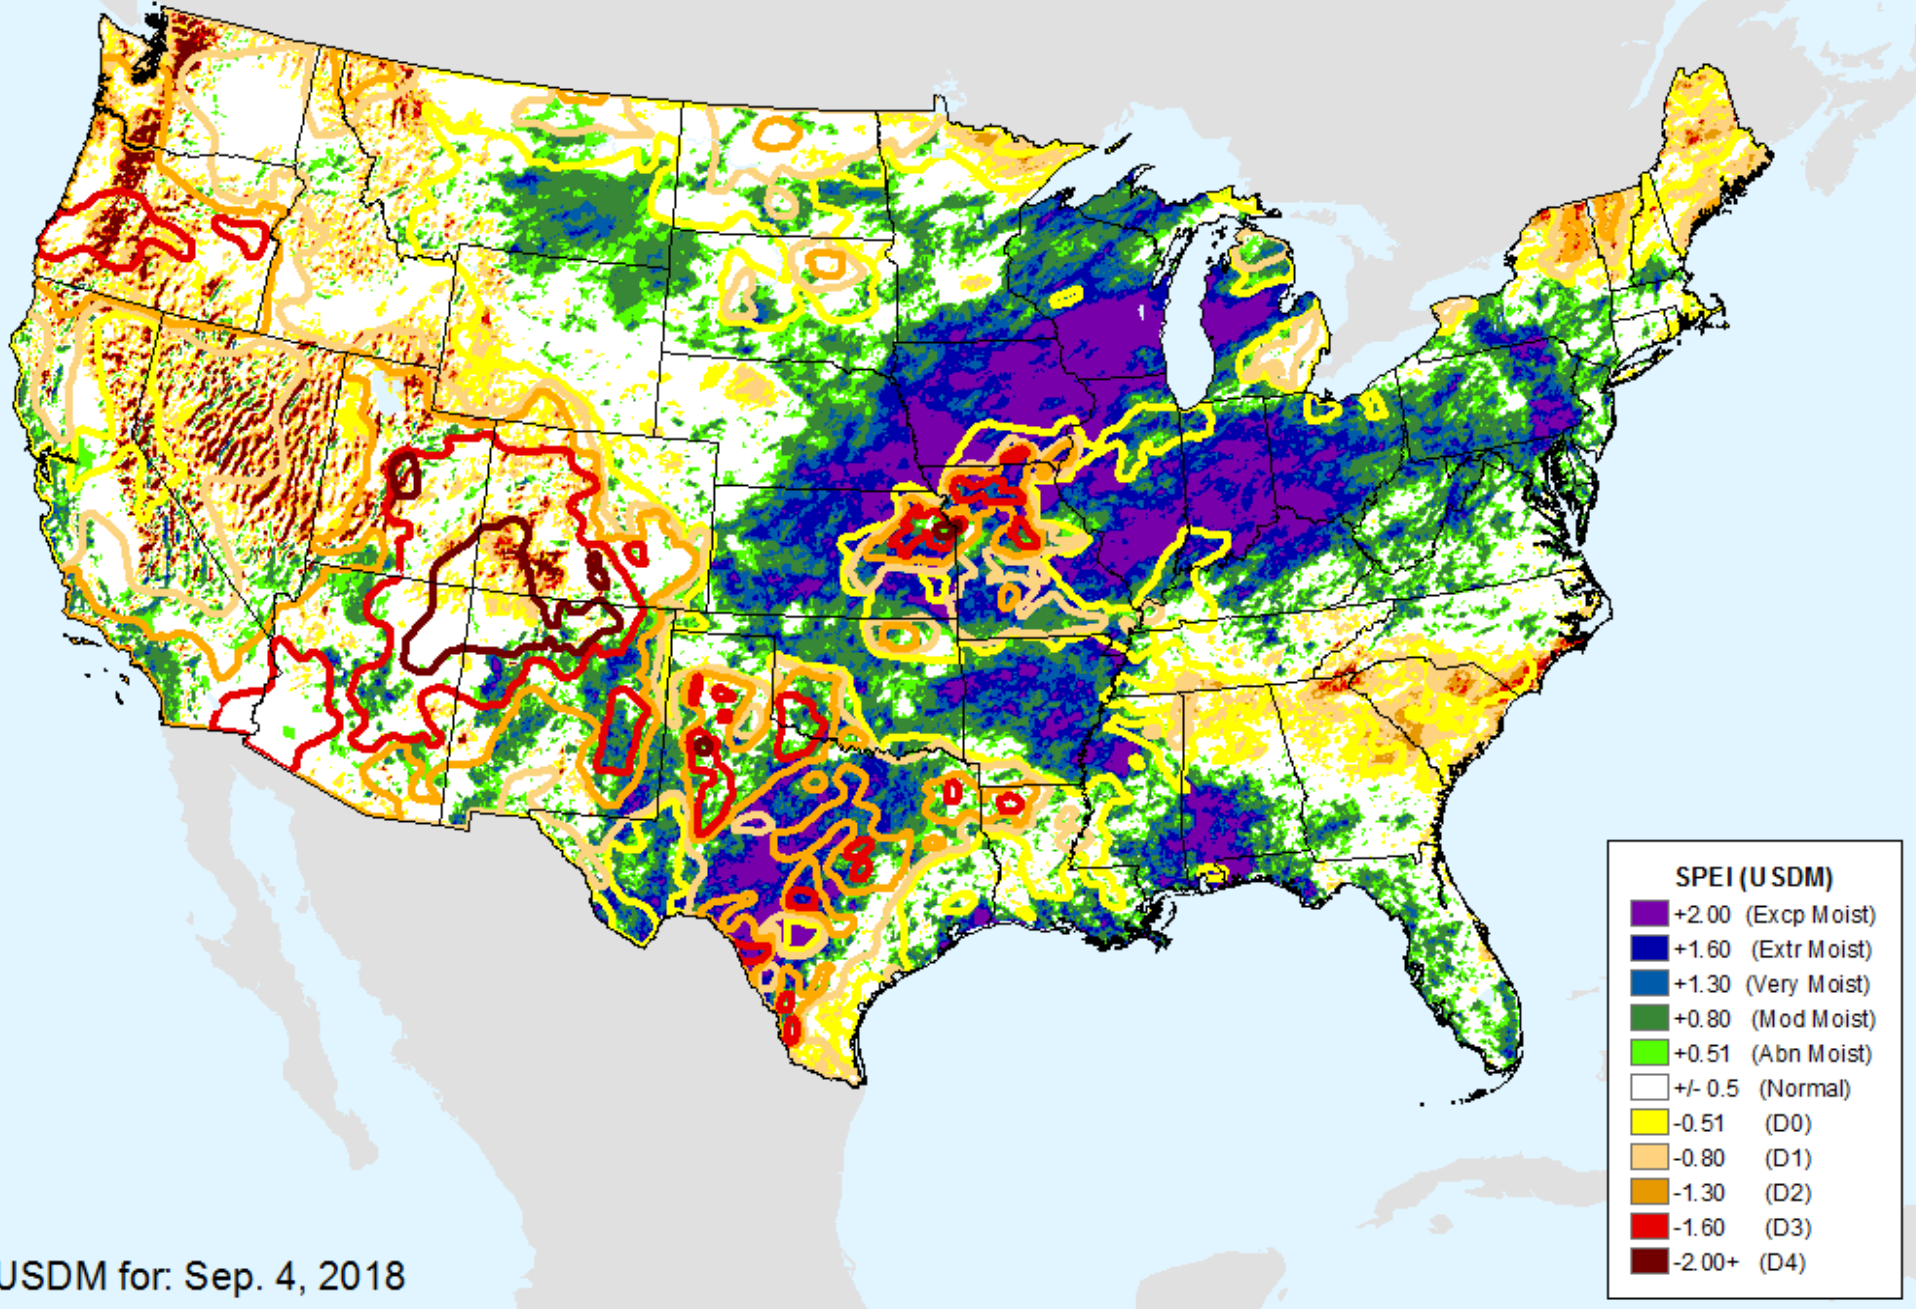 SPEI (USDM)
+2.00 (Excp Moist)
+1.60 (Extr Moist)
+1.30 (Very Moist)
+0.80 (Mod Moist)
+0.51 (Abn Moist)
+/- 0.5 (Normal)
-0.51 (D0)
-0.80 (D1)
-1.30 (D2)
-1.60 (D3)
-2.00+ (D4)
USDM for: Sep. 4, 2018